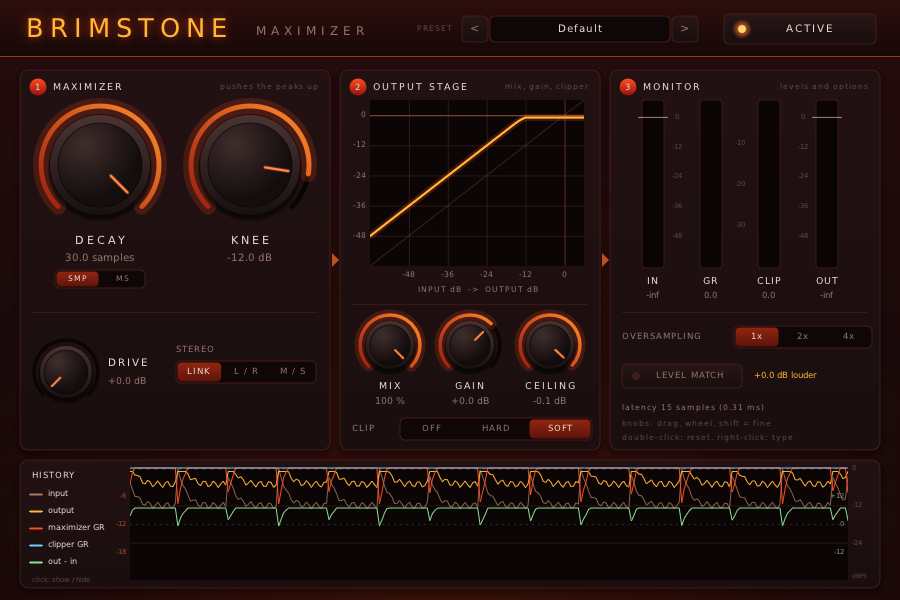 BRIMSTONE MAXIMIZER PRESET < Default > ACTIVE
1 MAXIMIZER pushes the peaks up
DECAY KNEE
30.0 samples -12.0 dB
SMP MS
DRIVE
+0.0 dB
STEREO
LINK L / R M / S
2 OUTPUT STAGE mix, gain, clipper
0
-12
-24
-36
-48
-48 -36 -24 -12 0
INPUT dB -> OUTPUT dB
MIX GAIN CEILING
100 % +0.0 dB -0.1 dB
CLIP OFF HARD SOFT
3 MONITOR levels and options
0 0
-12 -10 -12
-24 -20 -24
-36 -30 -36
-48 -48
IN GR CLIP OUT
-inf 0.0 0.0 -inf
OVERSAMPLING 1x 2x 4x
LEVEL MATCH +0.0 dB louder
latency 15 samples (0.31 ms)
knobs: drag, wheel, shift = fine
double-click: reset, right-click: type
HISTORY
input
output
maximizer GR
clipper GR
out - in
click: show / hide
-6
-12
-18
+12
0
-12
0
-12
-24
dBFS